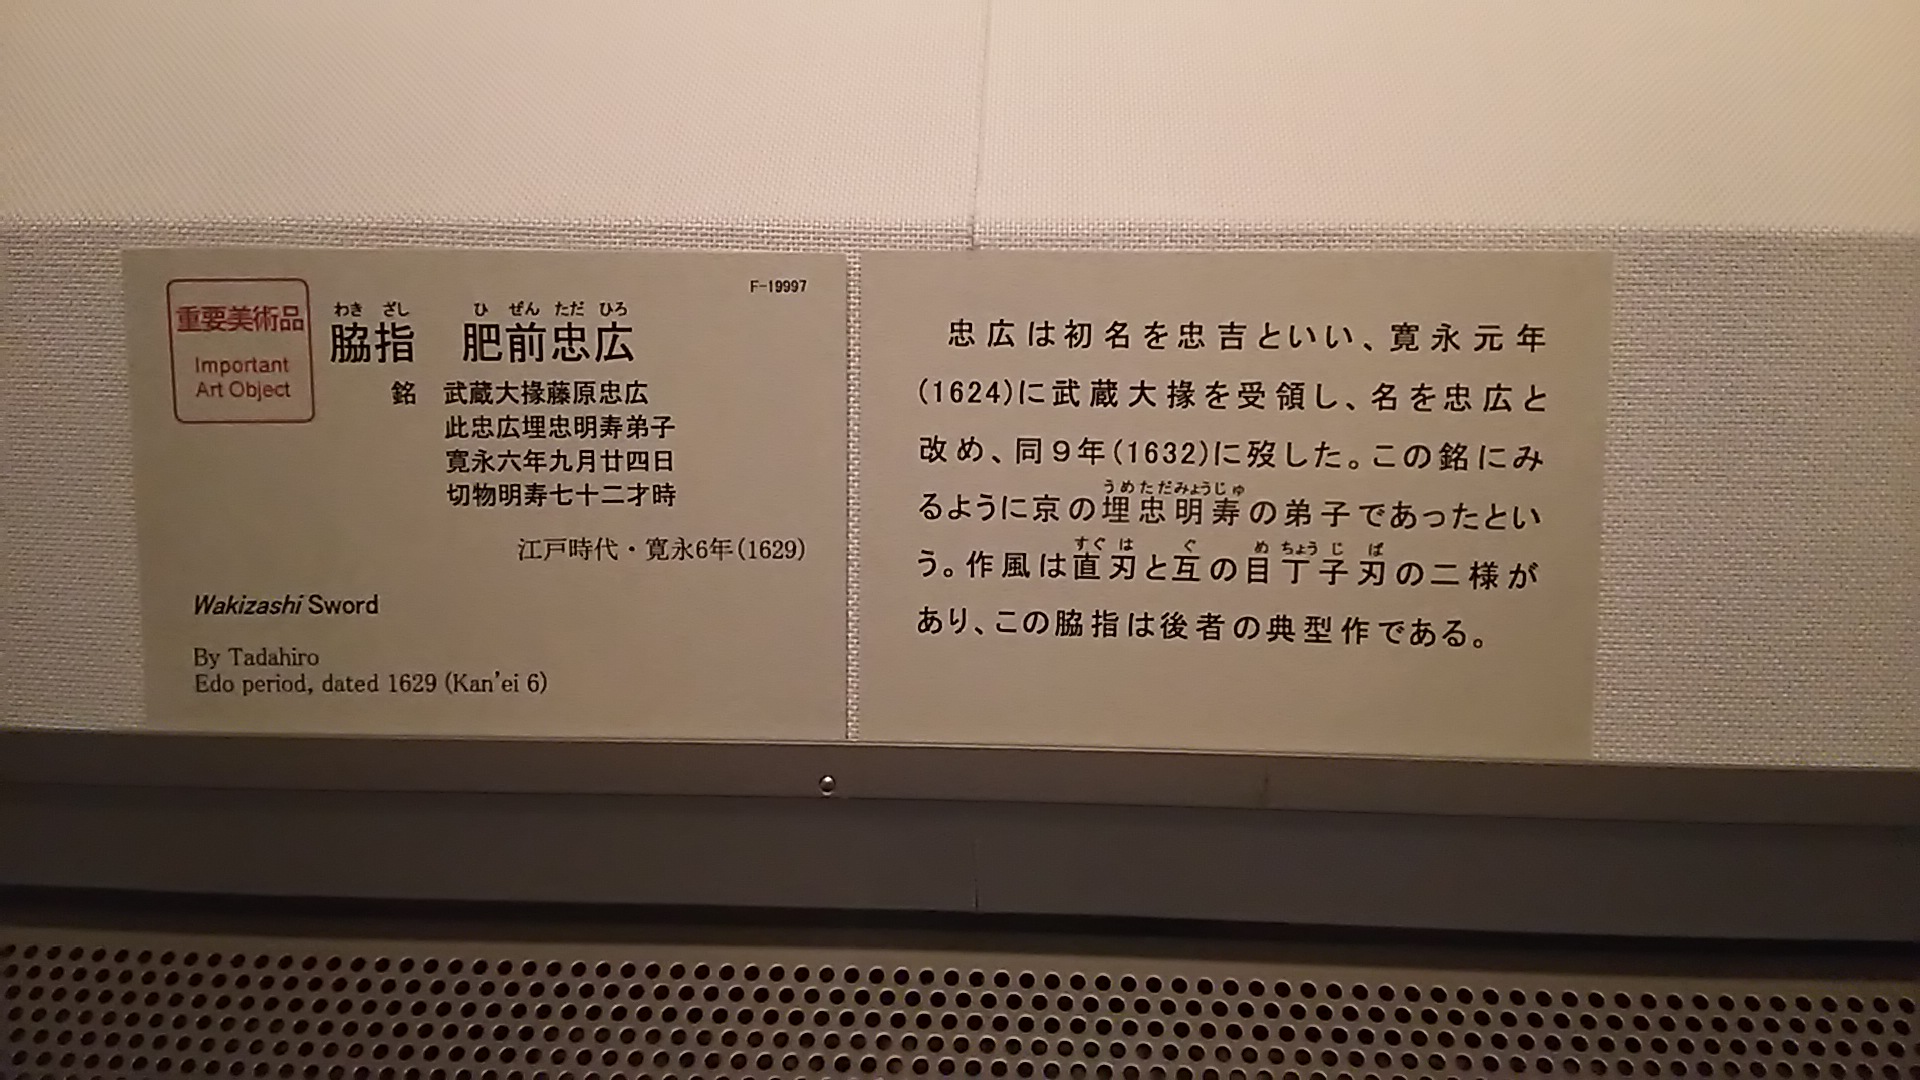 F-19997
重要美術品
Important
Art Object
わき ざし ひ ぜん ただ ひろ
脇指 肥前忠広
銘 武蔵大掾藤原忠広
此忠広埋忠明寿弟子
寛永六年九月廿四日
切物明寿七十二才時
江戸時代・寛永6年(1629)
Wakizashi Sword
By Tadahiro
Edo period, dated 1629 (Kan'ei 6)
忠広は初名を忠吉といい、寛永元年
(1624)に武蔵大掾を受領し、名を忠広と
改め、同9年(1632)に歿した。この銘にみ
うめただみょうじゅ
るように京の埋忠明寿の弟子であったとい
すぐ は ぐ め ちょう じ ば
う。作風は直刃と互の目丁子刃の二様が
あり、この脇指は後者の典型作である。